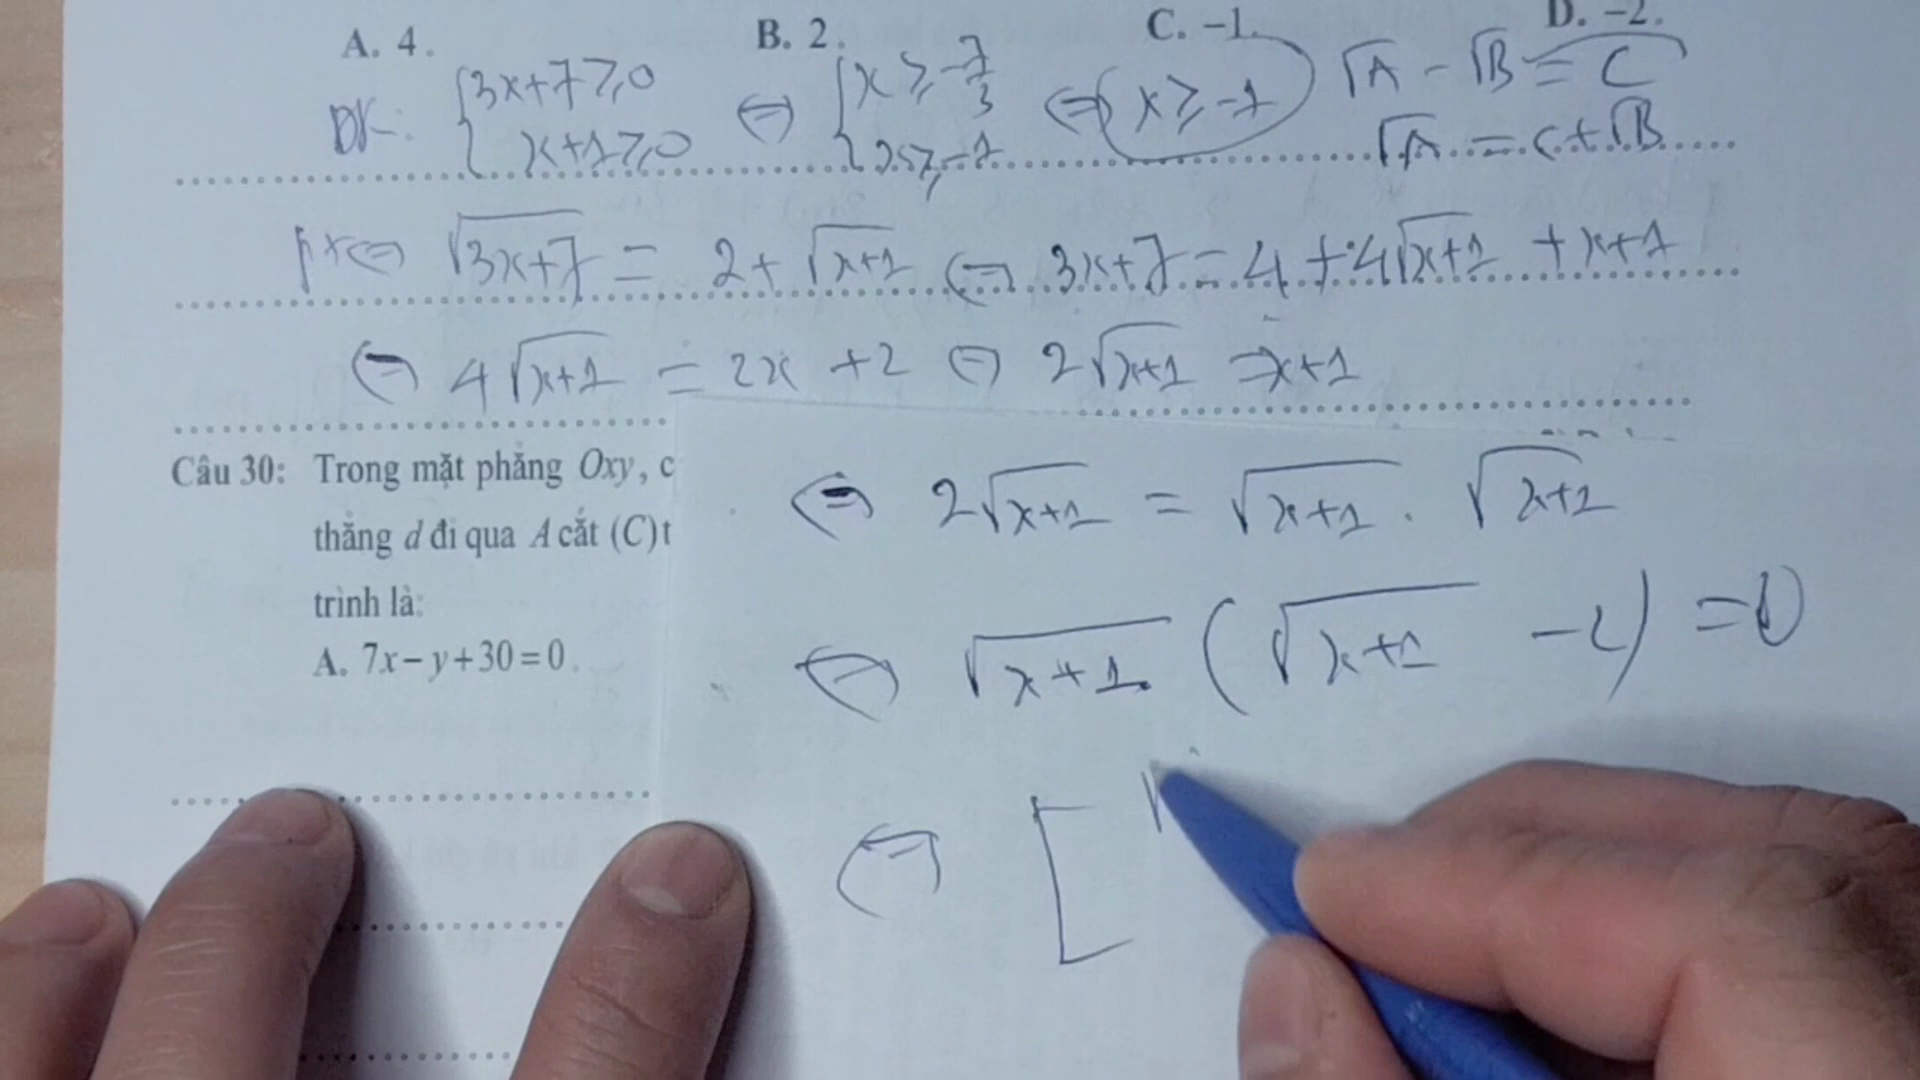 A. 4. B. 2. C. −1. D. −2.
ĐK: { 3x+7 ≥ 0 ⇔ { x ≥ −7/3 ⇔ x ≥ −1 √A − √B = C
x+1 ≥ 0 x ≥ −1 √A = C + √B
pt ⇔ √(3x+7) = 2 + √(x+1) ⇔ 3x+7 = 4 + 4√(x+1) + x+1
⇔ 4√(x+1) = 2x + 2 ⇔ 2√(x+1) = x+1
Câu 30: Trong mặt phẳng Oxy, c
⇔ 2√(x+1) = √(x+1) . √(x+1)
thẳng d đi qua A cắt (C) t
trình là:
⇔ √(x+1) (√(x+1) − 2) = 0
A. 7x − y + 30 = 0.
⇔ [